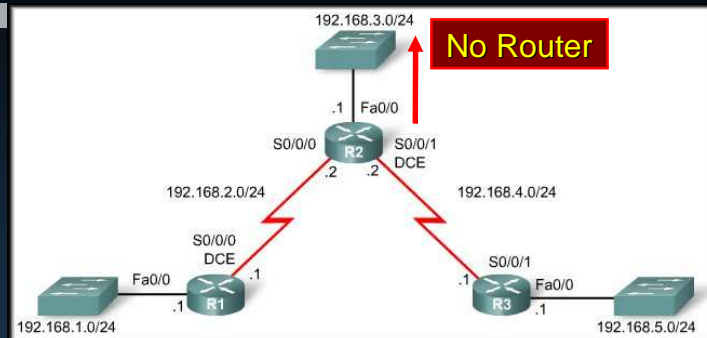 192.168.3.0/24
No Router
.1 Fa0/0
S0/0/0 R2 S0/0/1
DCE
.2 .2
192.168.2.0/24 192.168.4.0/24
S0/0/0
DCE
S0/0/1
Fa0/0 .1 .1 Fa0/0
.1 R1 R3 .1
192.168.1.0/24 192.168.5.0/24